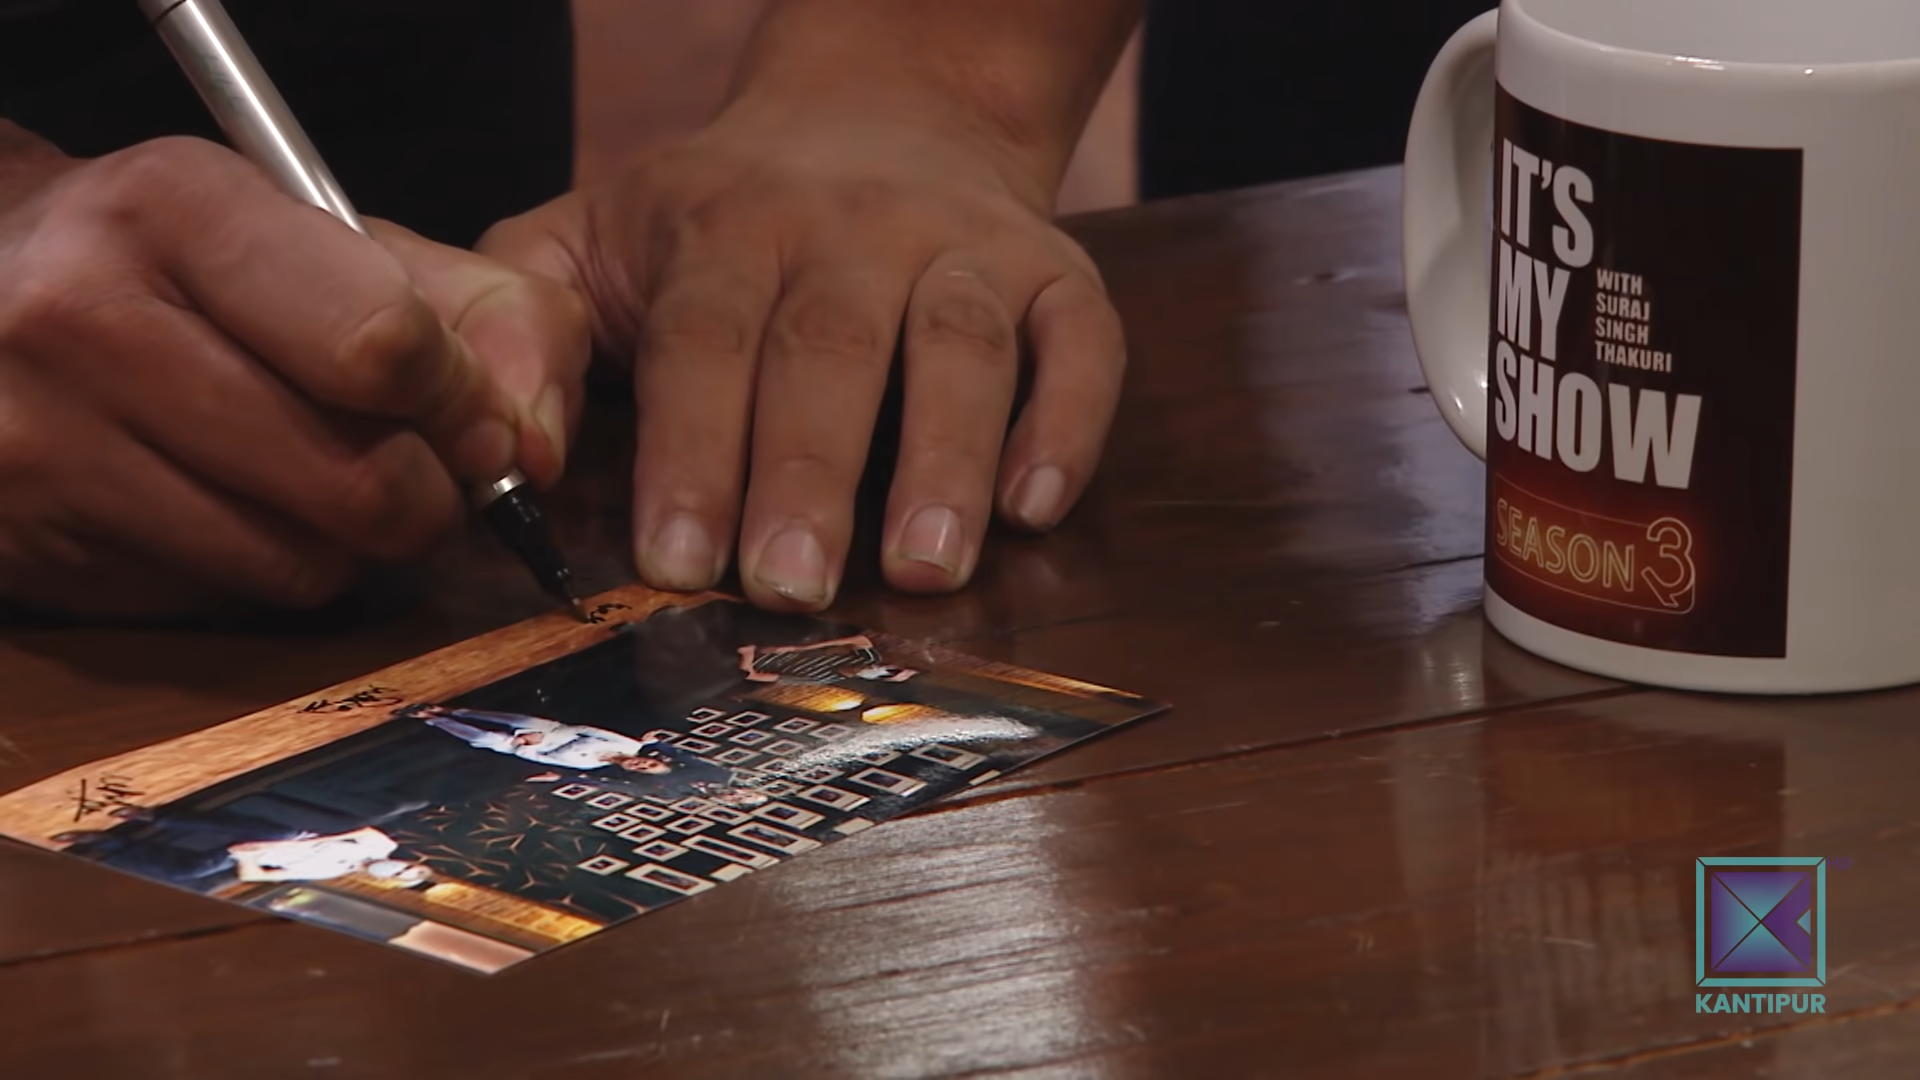 IT'S
MY
SHOW
WITH
SURAJ
SINGH
THAKURI
SEASON 3
KANTIPUR